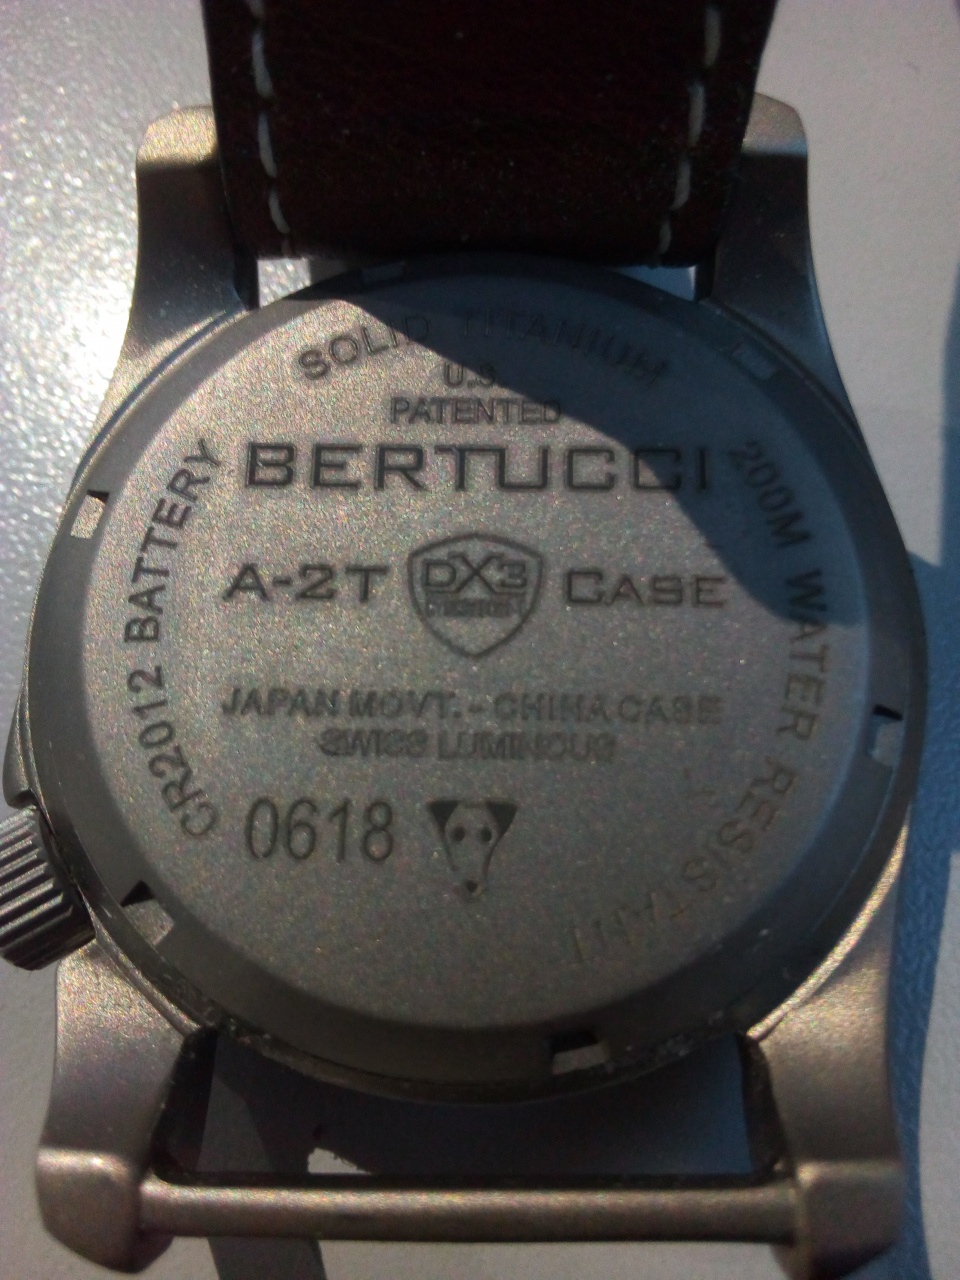 SOLID TITANIUM
U.S.
PATENTED
BERTUCCI
A-2T DX3 CASE
DESIGN
JAPAN MOVT. - CHINA CASE
SWISS LUMINOUS
0618
CR2012 BATTERY
200M WATER RESISTANT